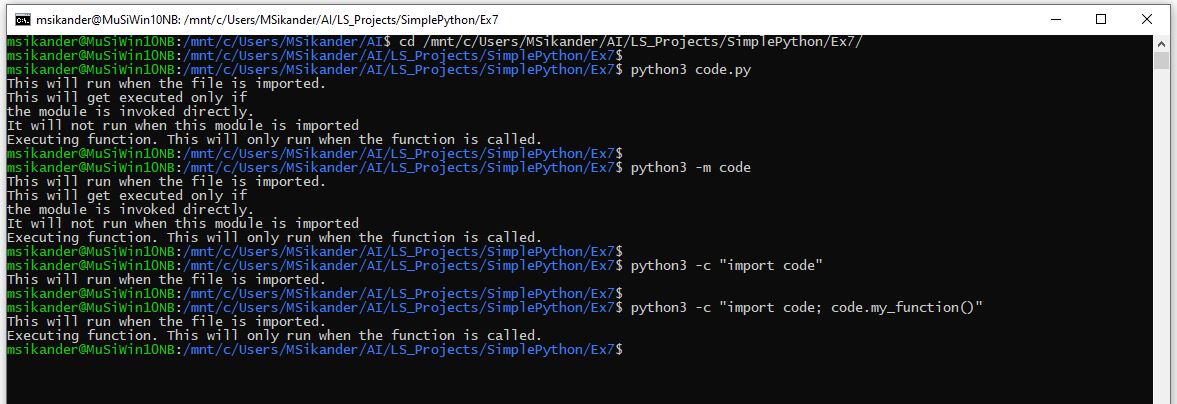 msikander@MuSiWin10NB: /mnt/c/Users/MSikander/AI/LS_Projects/SimplePython/Ex7
msikander@MuSiWin10NB:/mnt/c/Users/MSikander/AI$ cd /mnt/c/Users/MSikander/AI/LS_Projects/SimplePython/Ex7/
msikander@MuSiWin10NB:/mnt/c/Users/MSikander/AI/LS_Projects/SimplePython/Ex7$
msikander@MuSiWin10NB:/mnt/c/Users/MSikander/AI/LS_Projects/SimplePython/Ex7$ python3 code.py
This will run when the file is imported.
This will get executed only if
the module is invoked directly.
It will not run when this module is imported
Executing function. This will only run when the function is called.
msikander@MuSiWin10NB:/mnt/c/Users/MSikander/AI/LS_Projects/SimplePython/Ex7$
msikander@MuSiWin10NB:/mnt/c/Users/MSikander/AI/LS_Projects/SimplePython/Ex7$ python3 -m code
This will run when the file is imported.
This will get executed only if
the module is invoked directly.
It will not run when this module is imported
Executing function. This will only run when the function is called.
msikander@MuSiWin10NB:/mnt/c/Users/MSikander/AI/LS_Projects/SimplePython/Ex7$
msikander@MuSiWin10NB:/mnt/c/Users/MSikander/AI/LS_Projects/SimplePython/Ex7$ python3 -c "import code"
This will run when the file is imported.
msikander@MuSiWin10NB:/mnt/c/Users/MSikander/AI/LS_Projects/SimplePython/Ex7$
msikander@MuSiWin10NB:/mnt/c/Users/MSikander/AI/LS_Projects/SimplePython/Ex7$ python3 -c "import code; code.my_function()"
This will run when the file is imported.
Executing function. This will only run when the function is called.
msikander@MuSiWin10NB:/mnt/c/Users/MSikander/AI/LS_Projects/SimplePython/Ex7$